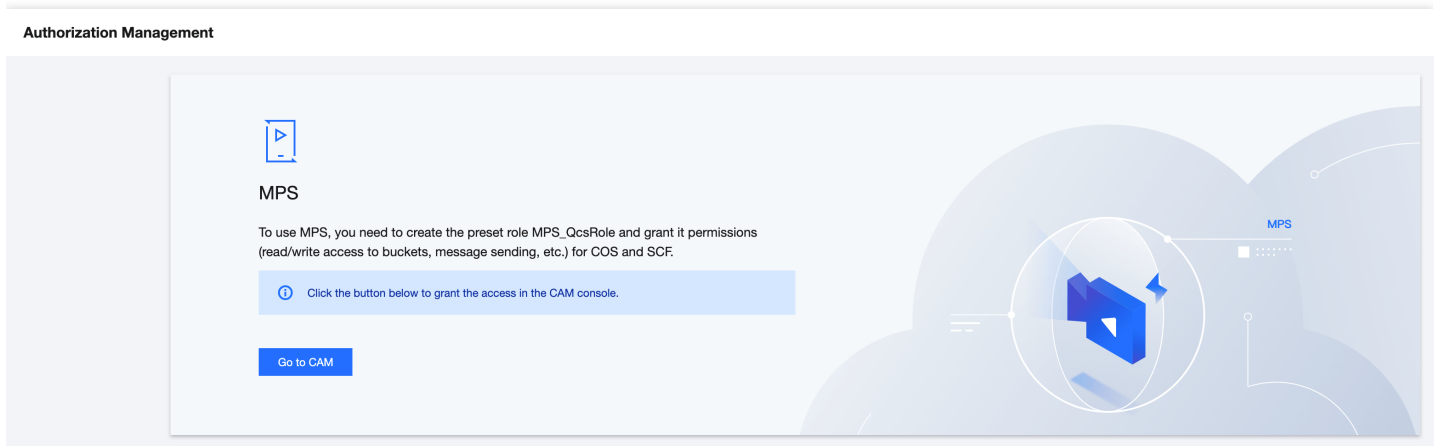 Authorization Management
MPS
To use MPS, you need to create the preset role MPS_QcsRole and grant it permissions
(read/write access to buckets, message sending, etc.) for COS and SCF.
Click the button below to grant the access in the CAM console.
Go to CAM
MPS